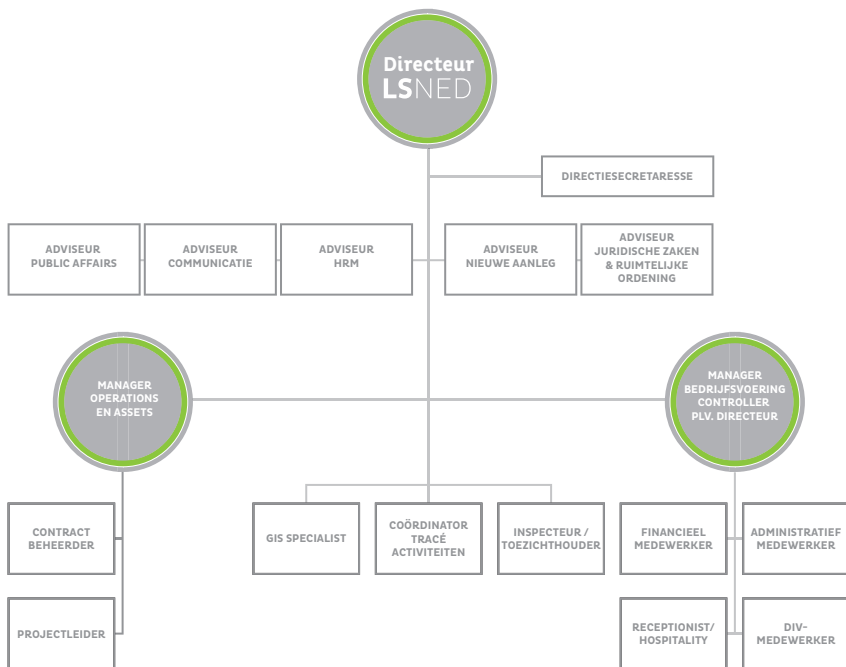 Directeur
LSNED
DIRECTIESECRETARESSE
ADVISEUR
PUBLIC AFFAIRS
ADVISEUR
COMMUNICATIE
ADVISEUR
HRM
ADVISEUR
NIEUWE AANLEG
ADVISEUR
JURIDISCHE ZAKEN
& RUIMTELIJKE
ORDENING
MANAGER
OPERATIONS
EN ASSETS
MANAGER
BEDRIJFSVOERING
CONTROLLER
PLV. DIRECTEUR
CONTRACT
BEHEERDER
GIS SPECIALIST
COÖRDINATOR
TRACÉ
ACTIVITEITEN
INSPECTEUR /
TOEZICHTHOUDER
FINANCIEEL
MEDEWERKER
ADMINISTRATIEF
MEDEWERKER
PROJECTLEIDER
RECEPTIONIST/
HOSPITALITY
DIV-
MEDEWERKER